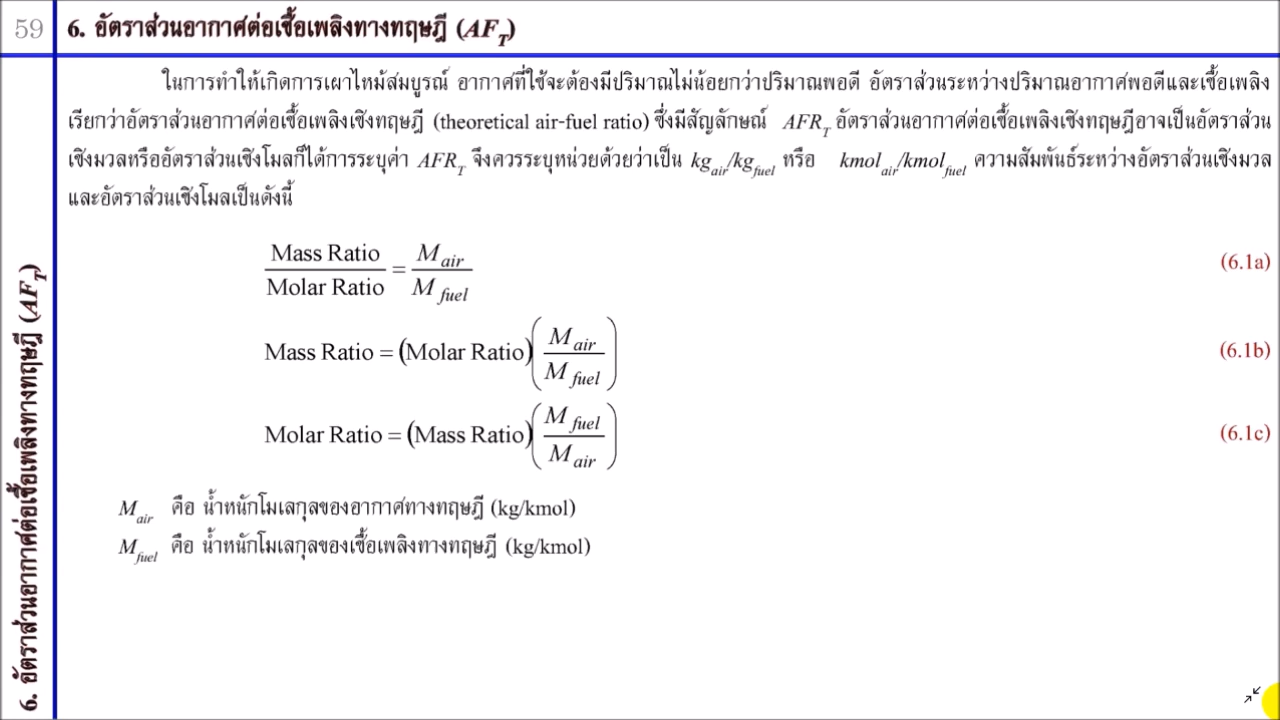 59
6. อัตราส่วนอากาศต่อเชื้อเพลิงทางทฤษฎี (AF_T)
ในการทำให้เกิดการเผาไหม้สมบูรณ์ อากาศที่ใช้จะต้องมีปริมาณไม่น้อยกว่าปริมาณพอดี อัตราส่วนระหว่างปริมาณอากาศพอดีและเชื้อเพลิง
เรียกว่าอัตราส่วนอากาศต่อเชื้อเพลิงเชิงทฤษฎี (theoretical air-fuel ratio) ซึ่งมีสัญลักษณ์ AFR_T อัตราส่วนอากาศต่อเชื้อเพลิงเชิงทฤษฎีอาจเป็นอัตราส่วน
เชิงมวลหรืออัตราส่วนเชิงโมลก็ได้การระบุค่า AFR_T จึงควรระบุหน่วยด้วยว่าเป็น kg_air/kg_fuel หรือ kmol_air/kmol_fuel ความสัมพันธ์ระหว่างอัตราส่วนเชิงมวล
และอัตราส่วนเชิงโมลเป็นดังนี้
Mass Ratio / Molar Ratio = M_air / M_fuel (6.1a)
Mass Ratio = (Molar Ratio)(M_air / M_fuel) (6.1b)
Molar Ratio = (Mass Ratio)(M_fuel / M_air) (6.1c)
M_air คือ น้ำหนักโมเลกุลของอากาศทางทฤษฎี (kg/kmol)
M_fuel คือ น้ำหนักโมเลกุลของเชื้อเพลิงทางทฤษฎี (kg/kmol)
6. อัตราส่วนอากาศต่อเชื้อเพลิงทางทฤษฎี (AF_T)